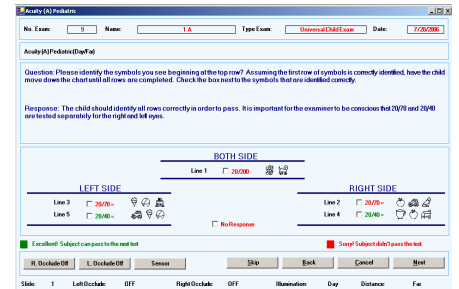 Acuity (A) Pediatric
No. Exam: 9 Name: 1 A Type Exam: Universal Child Exam Date: 7/20/2006
Acuity (A) Pediatric(Day/Far)
Question: Please identify the symbols you see beginning at the top row? Assuming the first row of symbols is correctly identified, have the child
move down the chart until all rows are completed. Check the box next to the symbols that are identified correctly.
Response: The child should identify all rows correctly in order to pass. It is important for the examiner to be conscious that 20/70 and 20/40
are tested separately for the right and left eyes.
BOTH SIDE
Line 1 20/200
LEFT SIDE RIGHT SIDE
Line 3 20/70 = Line 2 20/70 =
Line 5 20/40 = Line 4 20/40 =
No Response
Excellent! Subject can pass to the next test Sorry! Subject didn't pass the test.
R. Occlude Off L. Occlude Off Sensor Skip Back Cancel Next
Slide: 1 Left Occlude: OFF Right Occlude: OFF Illumination: Day Distance: Far